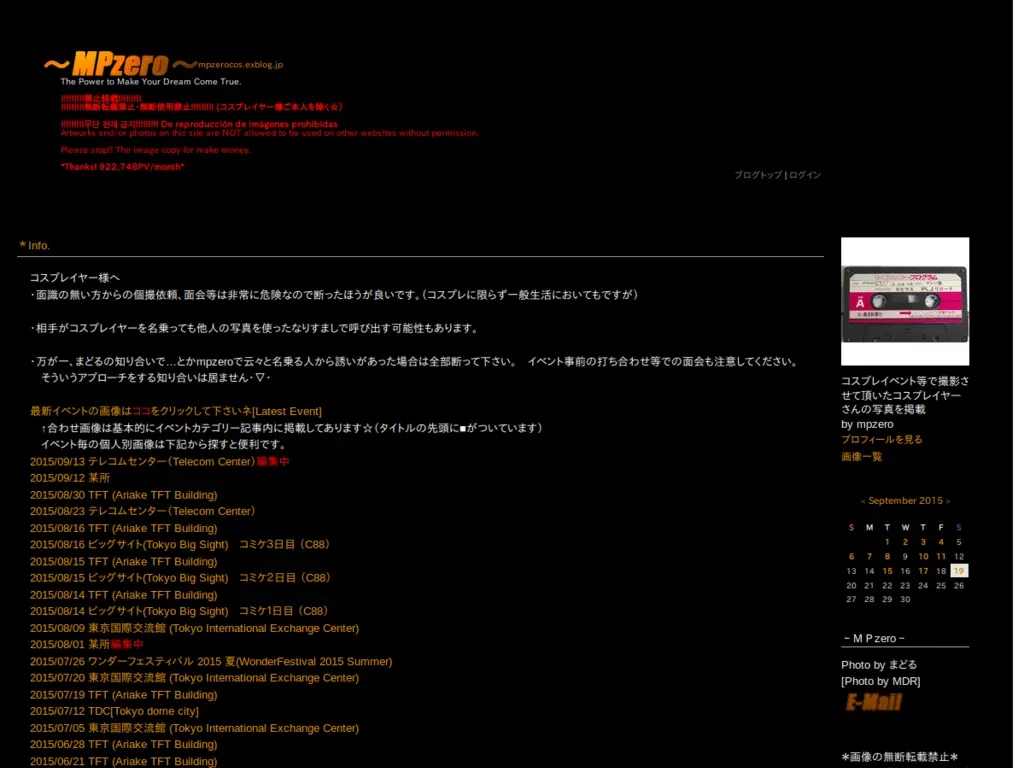 ～MPzero～mpzerocos.exblog.jp
The Power to Make Your Dream Come True.
!!!!!!!!!禁止转载!!!!!!!!!
!!!!!!!!!無断転載禁止・無断使用禁止!!!!!!!!! (コスプレイヤー様ご本人を除く☆)
!!!!!!!!!무단 전재 금지!!!!!!!!! De reproducción de imágenes prohibidas
Artworks and/or photos on this site are NOT allowed to be used on other websites without permission.
Please stop!! The image copy for make money.
*Thanks! 922,748PV/month*
ブログトップ | ログイン
＊Info.
コスプレイヤー様へ
・面識の無い方からの個撮依頼、面会等は非常に危険なので断ったほうが良いです。（コスプレに限らず一般生活においてもですが）
・相手がコスプレイヤーを名乗っても他人の写真を使ったなりすましで呼び出す可能性もあります。
・万が一、まどるの知り合いで…とかmpzeroで云々と名乗る人から誘いがあった場合は全部断って下さい。　イベント事前の打ち合わせ等での面会も注意してください。
そういうアプローチをする知り合いは居ません・▽・
最新イベントの画像はココをクリックして下さいネ[Latest Event]
↑合わせ画像は基本的にイベントカテゴリー記事内に掲載してあります☆（タイトルの先頭に■がついています）
イベント毎の個人別画像は下記から探すと便利です。
2015/09/13 テレコムセンター（Telecom Center）編集中
2015/09/12 某所
2015/08/30 TFT (Ariake TFT Building)
2015/08/23 テレコムセンター（Telecom Center）
2015/08/16 TFT (Ariake TFT Building)
2015/08/16 ビッグサイト(Tokyo Big Sight)　コミケ３日目 （C88）
2015/08/15 TFT (Ariake TFT Building)
2015/08/15 ビッグサイト(Tokyo Big Sight)　コミケ２日目 （C88）
2015/08/14 TFT (Ariake TFT Building)
2015/08/14 ビッグサイト(Tokyo Big Sight)　コミケ１日目 （C88）
2015/08/09 東京国際交流館 (Tokyo International Exchange Center)
2015/08/01 某所編集中
2015/07/26 ワンダーフェスティバル 2015 夏(WonderFestival 2015 Summer)
2015/07/20 東京国際交流館 (Tokyo International Exchange Center)
2015/07/19 TFT (Ariake TFT Building)
2015/07/12 TDC[Tokyo dome city]
2015/07/05 東京国際交流館 (Tokyo International Exchange Center)
2015/06/28 TFT (Ariake TFT Building)
2015/06/21 TFT (Ariake TFT Building)
プログラム
A
コスプレイベント等で撮影さ
せて頂いたコスプレイヤー
さんの写真を掲載
by mpzero
プロフィールを見る
画像一覧
< September 2015 >
S M T W T F S
1 2 3 4 5
6 7 8 9 10 11 12
13 14 15 16 17 18 19
20 21 22 23 24 25 26
27 28 29 30
~ M P zero ~
Photo by まどる
[Photo by MDR]
E-Mail
＊画像の無断転載禁止＊